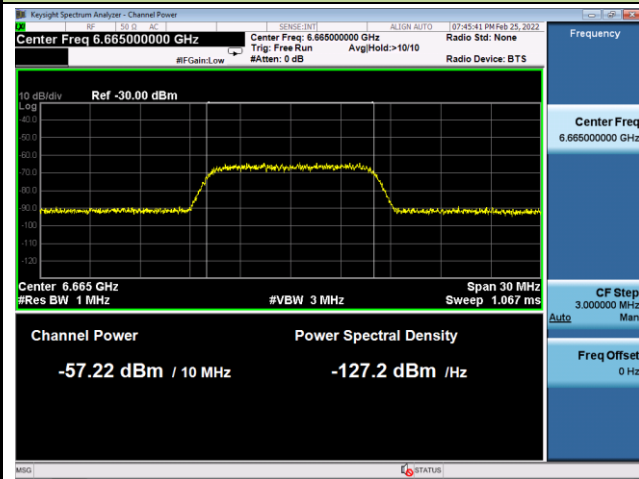 Keysight Spectrum Analyzer - Channel Power
RF 50 Ω AC SENSE:INT ALIGN AUTO 07:45:41 PM Feb 25, 2022
Center Freq 6.665000000 GHz
Center Freq: 6.665000000 GHz
Radio Std: None
Trig: Free Run Avg|Hold:>10/10
#IFGain:Low #Atten: 0 dB Radio Device: BTS
10 dB/div Ref -30.00 dBm
Log
-40.0
-50.0
-60.0
-70.0
-80.0
-90.0
-100
-110
-120
Center 6.665 GHz Span 30 MHz
#Res BW 1 MHz #VBW 3 MHz Sweep 1.067 ms
Channel Power Power Spectral Density
-57.22 dBm / 10 MHz -127.2 dBm /Hz
MSG STATUS
Frequency
Center Freq
6.665000000 GHz
CF Step
3.000000 MHz
Auto Man
Freq Offset
0 Hz